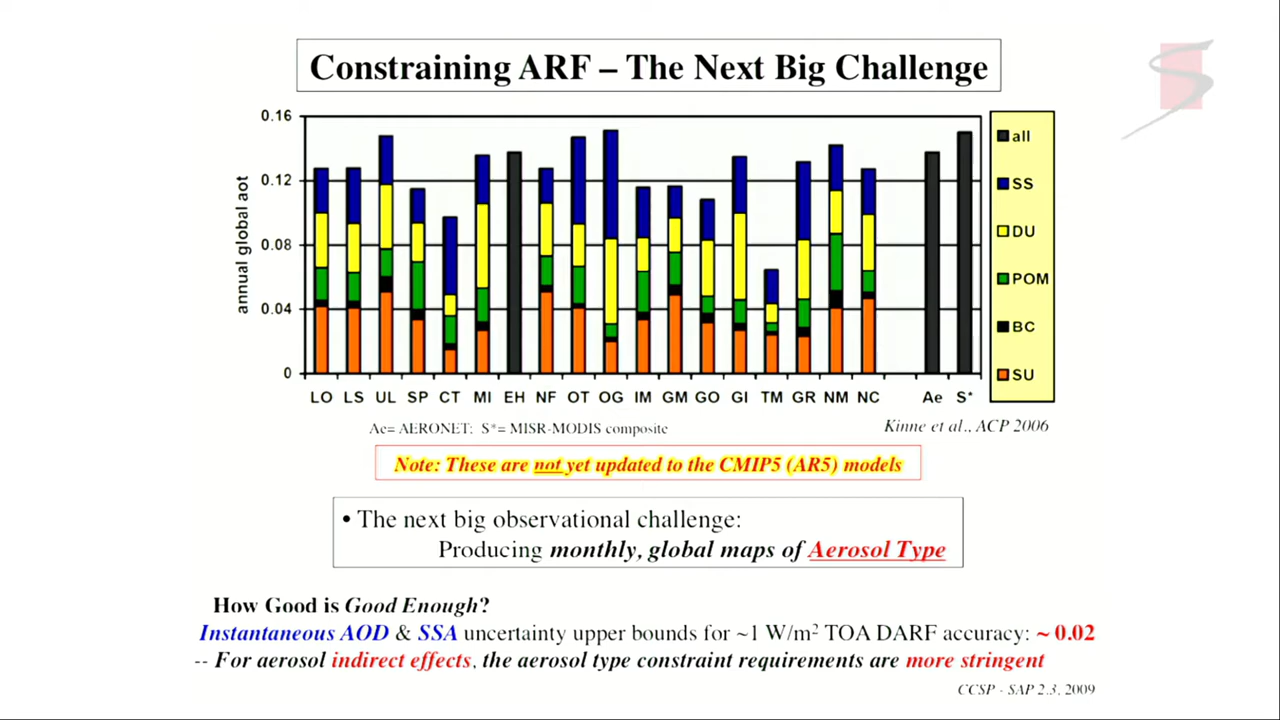 Constraining ARF – The Next Big Challenge
annual global aot
0.16
0.12
0.08
0.04
0
LO LS UL SP CT MI EH NF OT OG IM GM GO GI TM GR NM NC Ae S*
all
SS
DU
POM
BC
SU
Ae= AERONET; S*= MISR-MODIS composite
Kinne et al., ACP 2006
Note: These are not yet updated to the CMIP5 (AR5) models
• The next big observational challenge:
Producing monthly, global maps of Aerosol Type
How Good is Good Enough?
Instantaneous AOD & SSA uncertainty upper bounds for ~1 W/m² TOA DARF accuracy: ~ 0.02
-- For aerosol indirect effects, the aerosol type constraint requirements are more stringent
CCSP - SAP 2.3, 2009